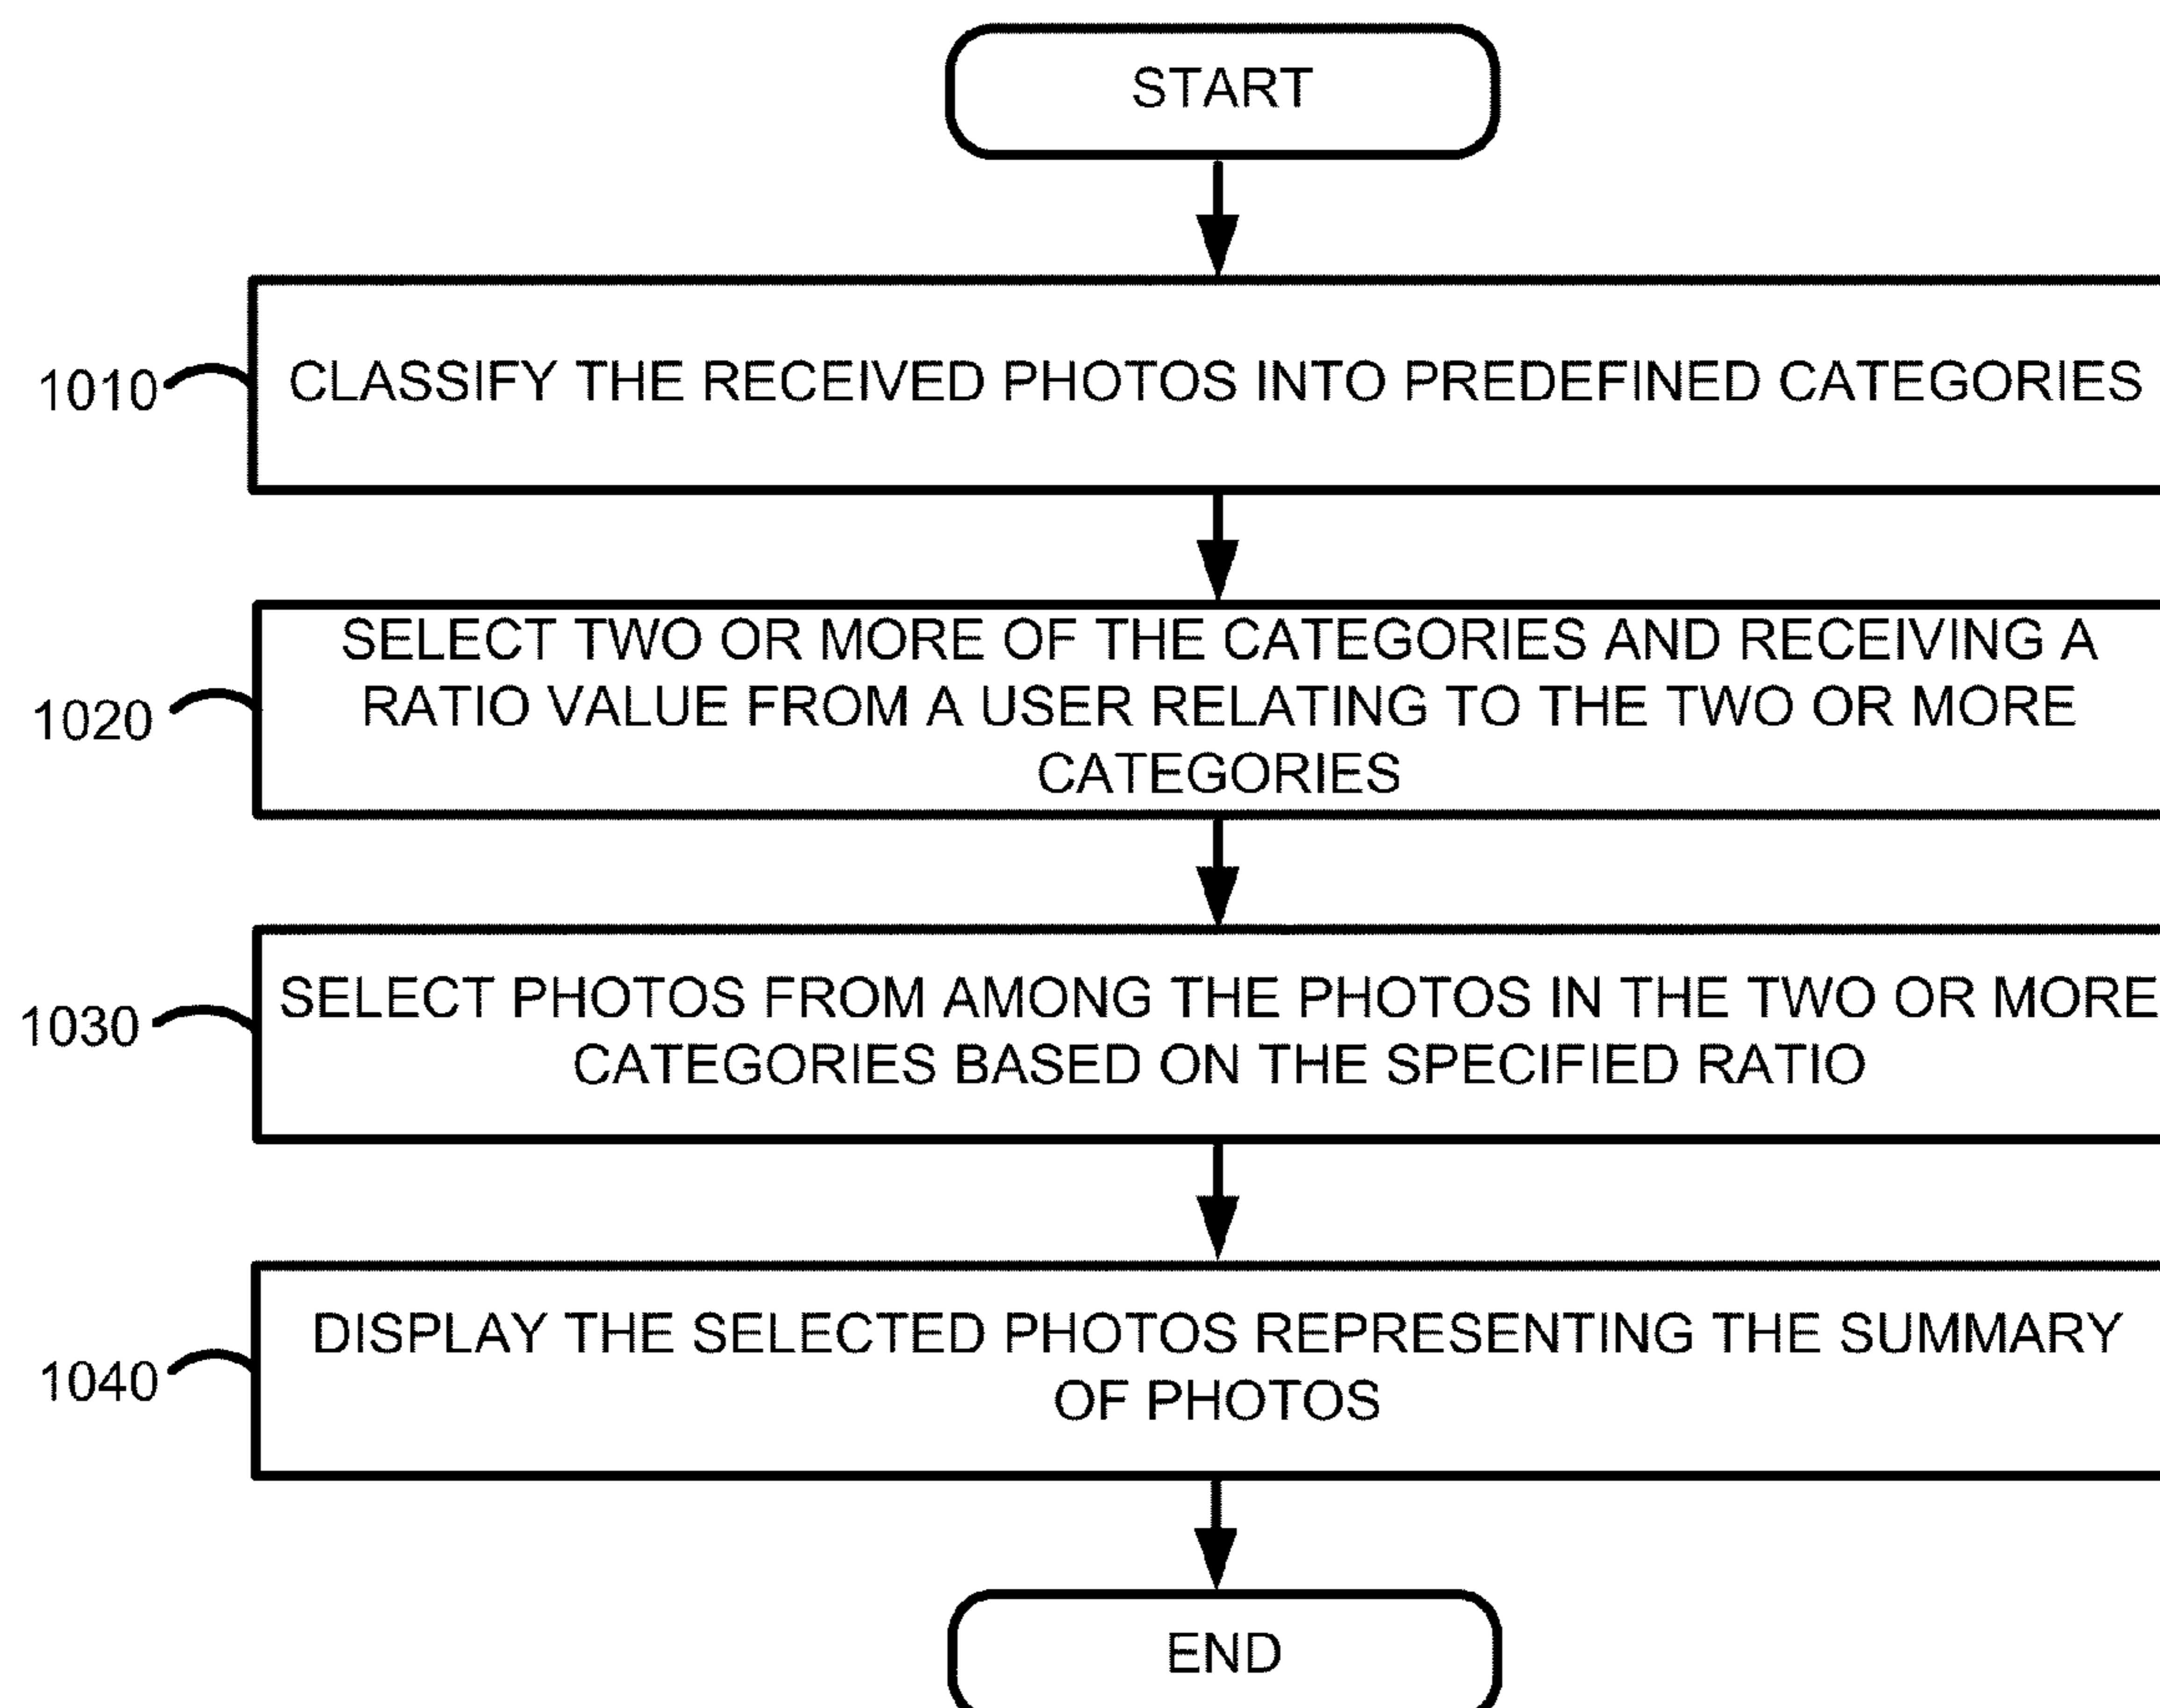 START
1010
CLASSIFY THE RECEIVED PHOTOS INTO PREDEFINED CATEGORIES
1020
SELECT TWO OR MORE OF THE CATEGORIES AND RECEIVING A
RATIO VALUE FROM A USER RELATING TO THE TWO OR MORE
CATEGORIES
1030
SELECT PHOTOS FROM AMONG THE PHOTOS IN THE TWO OR MORE
CATEGORIES BASED ON THE SPECIFIED RATIO
1040
DISPLAY THE SELECTED PHOTOS REPRESENTING THE SUMMARY
OF PHOTOS
END